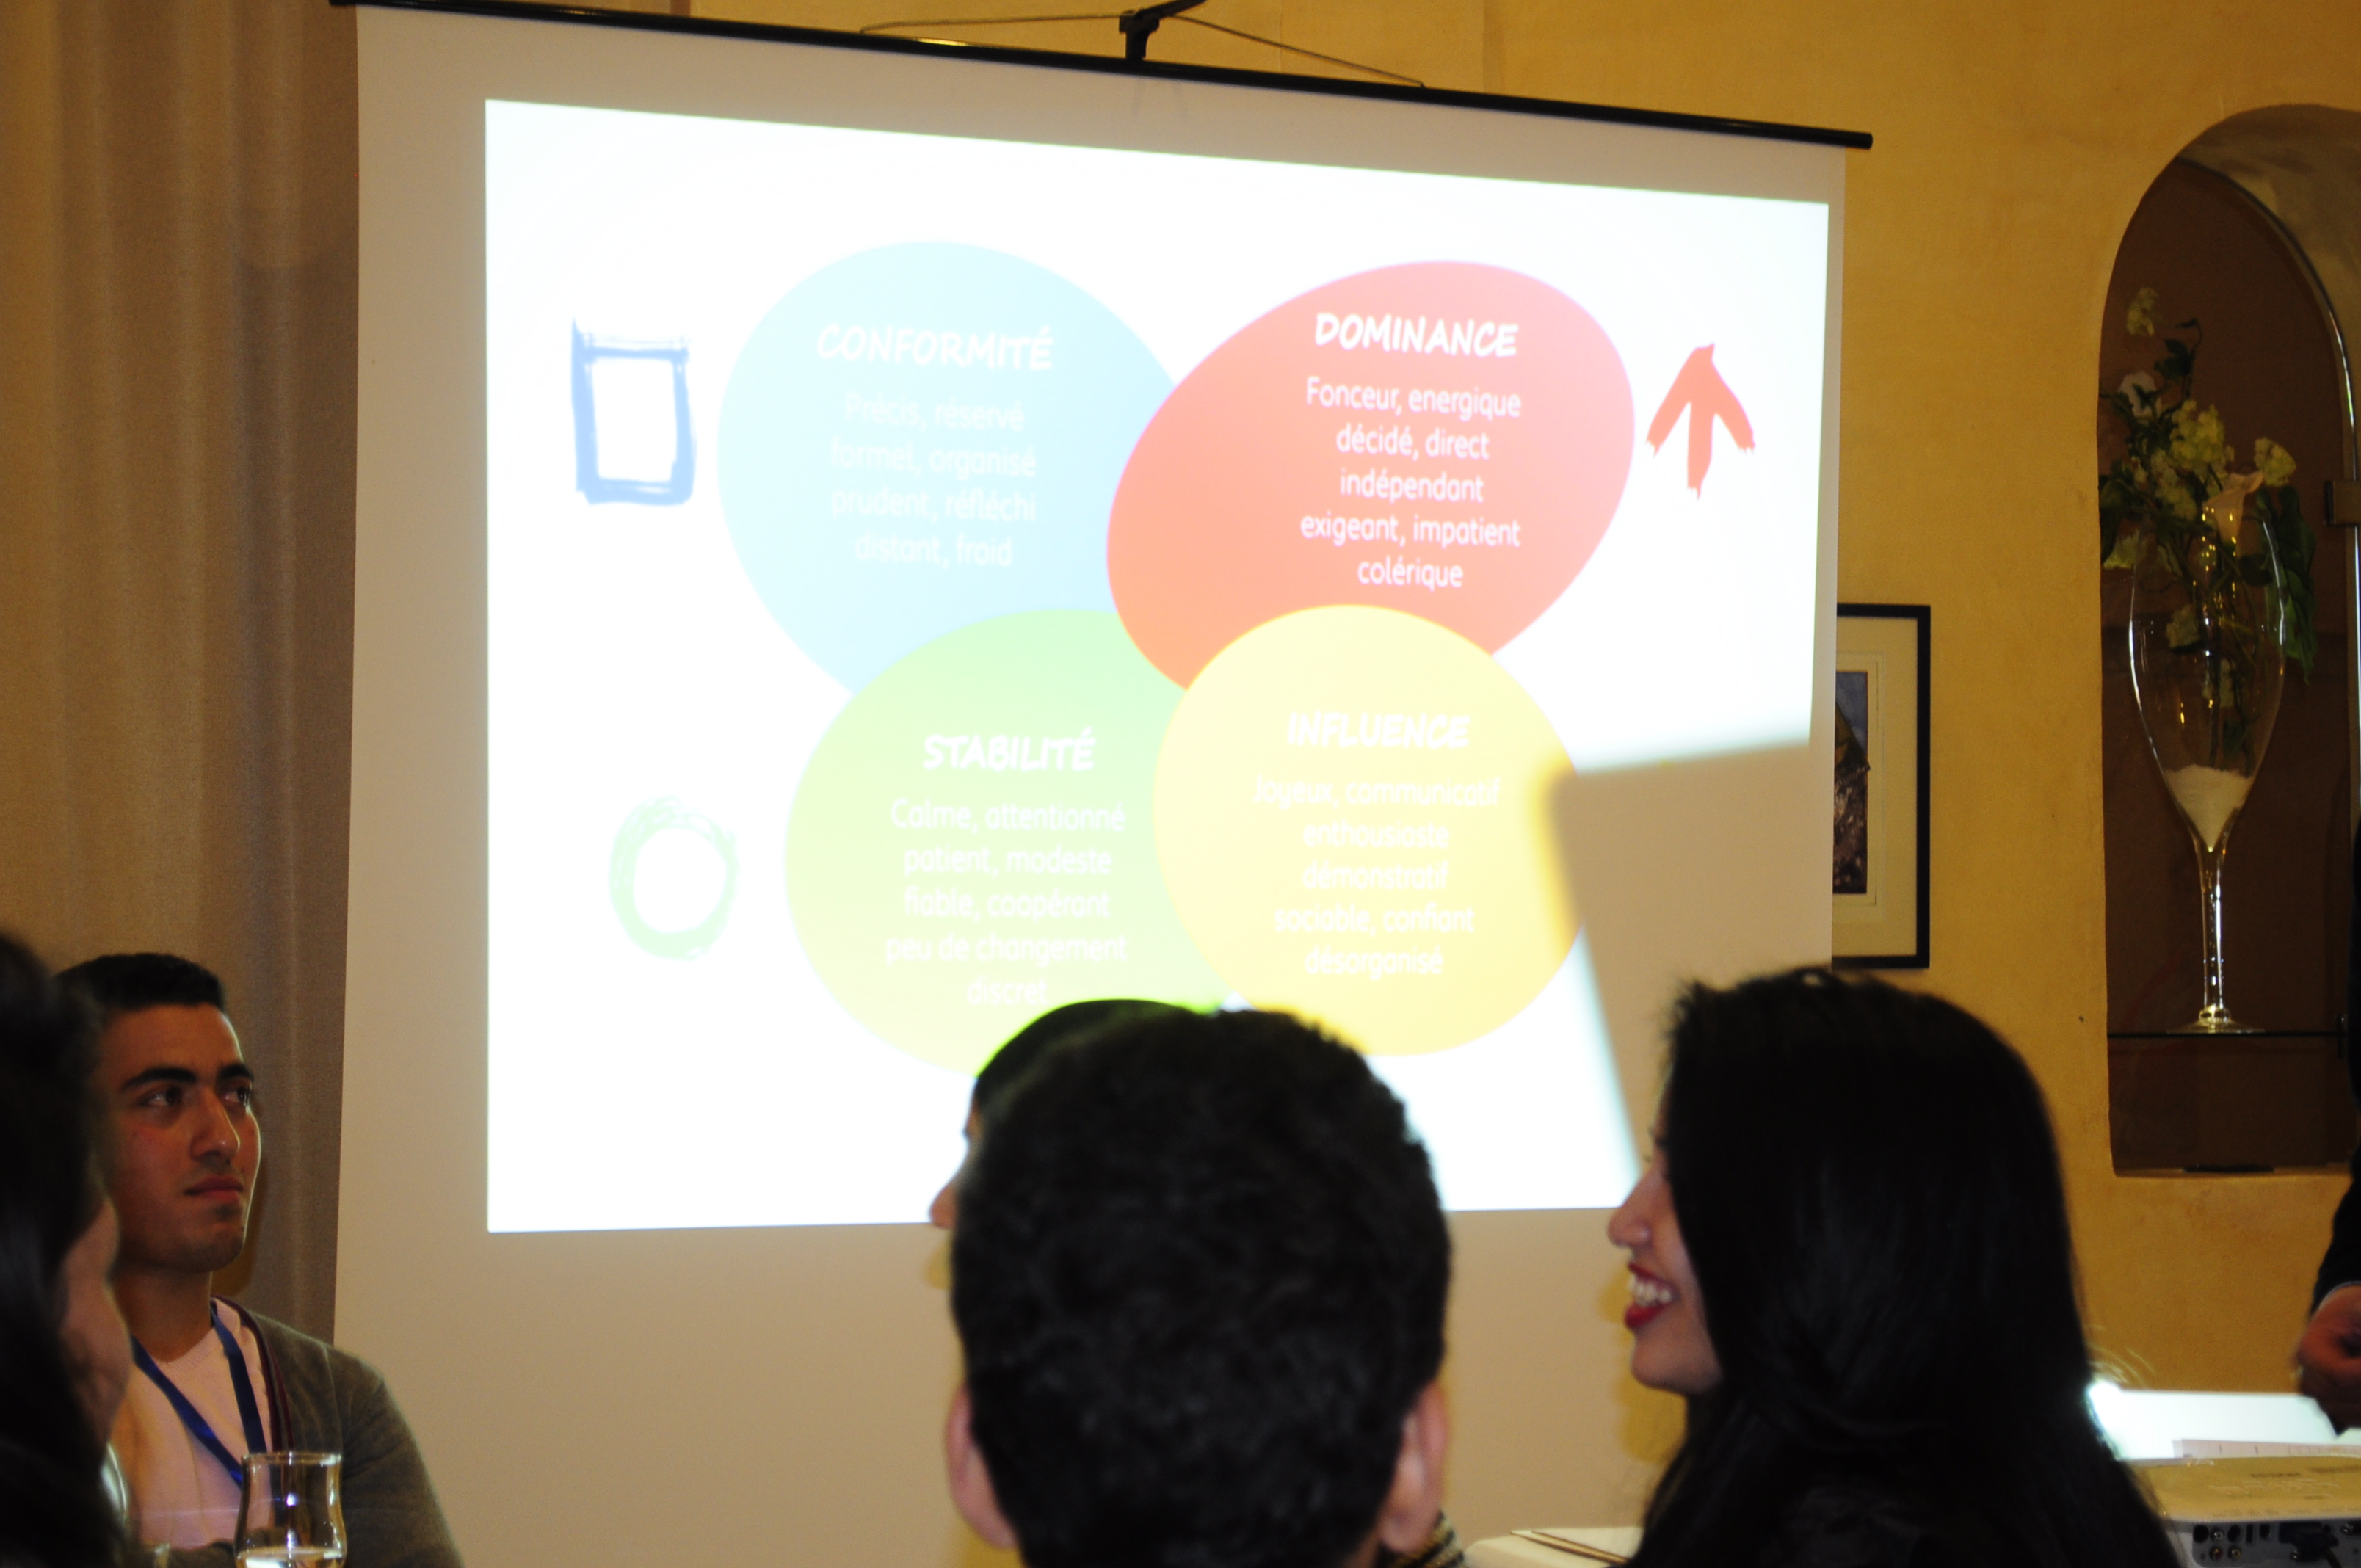 CONFORMITÉ
Précis, réservé
formel, organisé
prudent, réfléchi
distant, froid
DOMINANCE
Fonceur, energique
décidé, direct
indépendant
exigeant, impatient
colérique
STABILITÉ
Calme, attentionné
patient, modeste
fiable, coopérant
peu de changement
discret
INFLUENCE
Joyeux, communicatif
enthousiaste
démonstratif
sociable, confiant
désorganisé